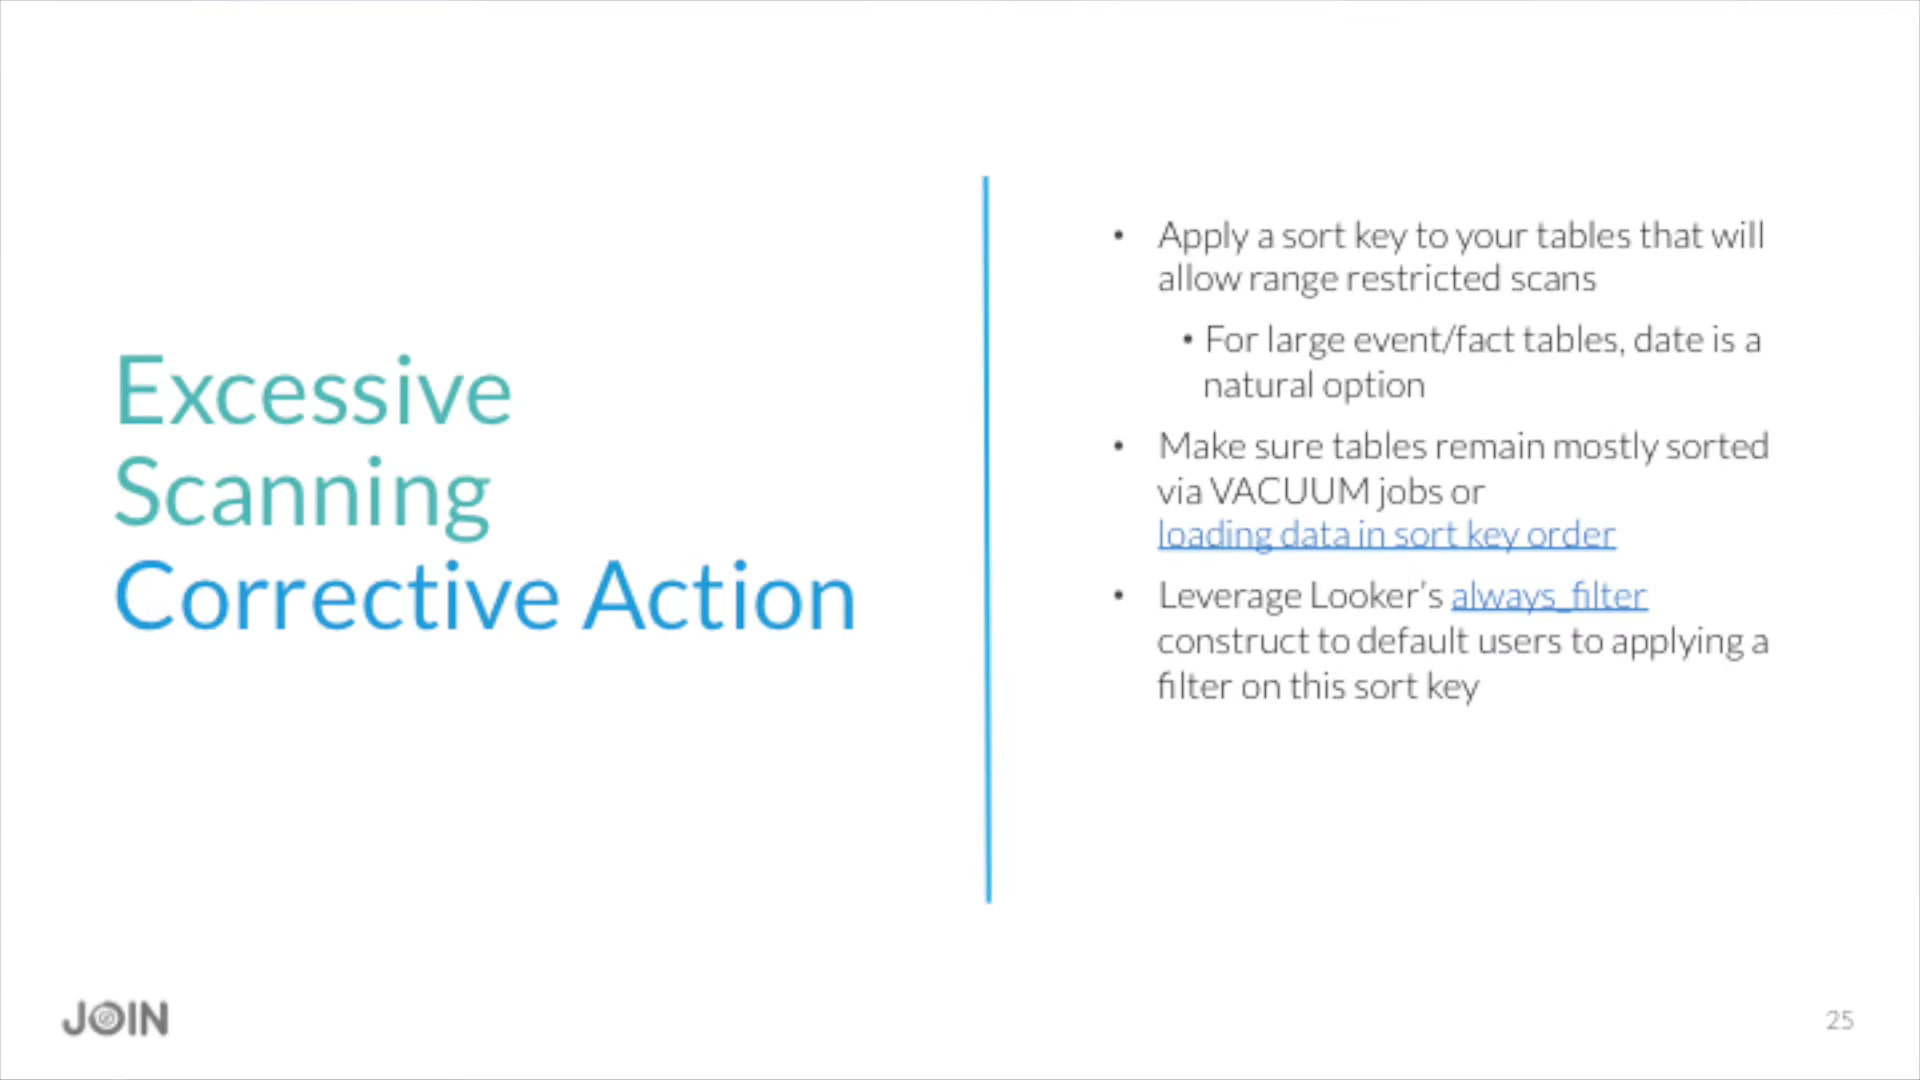 Excessive
Scanning
Corrective Action
• Apply a sort key to your tables that will
allow range restricted scans
• For large event/fact tables, date is a
natural option
• Make sure tables remain mostly sorted
via VACUUM jobs or
loading data in sort key order
• Leverage Looker's always_filter
construct to default users to applying a
filter on this sort key
JOIN
25